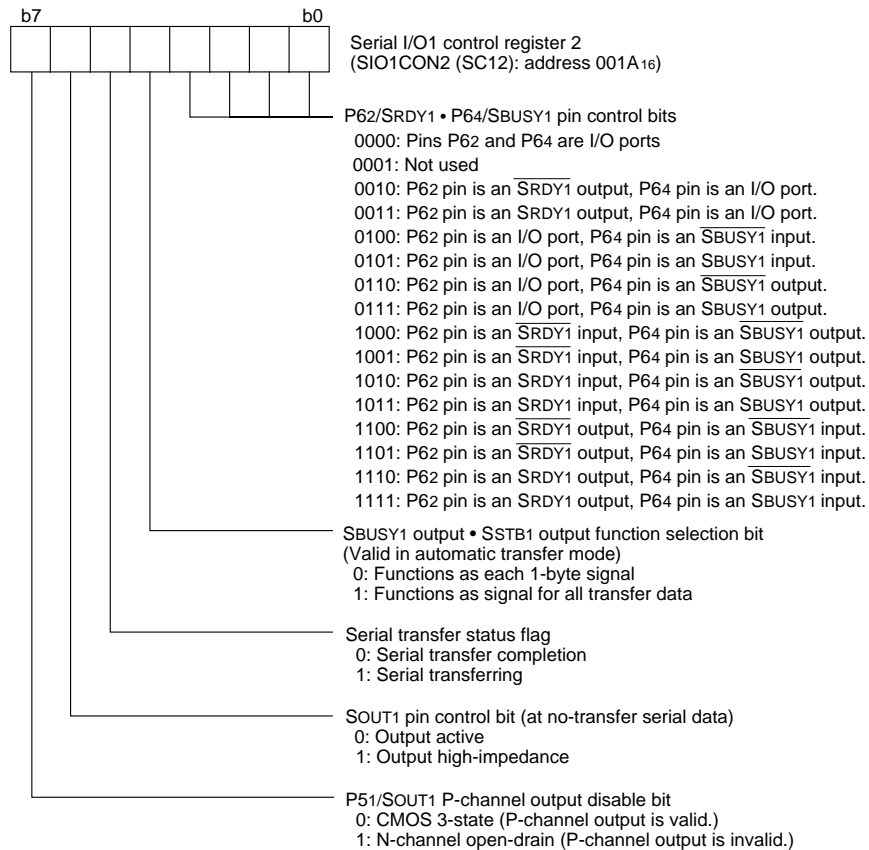 b7 b0
Serial I/O1 control register 2
(SIO1CON2 (SC12): address 001A16)
P62/SRDY1 • P64/SBUSY1 pin control bits
0000: Pins P62 and P64 are I/O ports
0001: Not used
0010: P62 pin is an S̅R̅D̅Y̅1̅ output, P64 pin is an I/O port.
0011: P62 pin is an SRDY1 output, P64 pin is an I/O port.
0100: P62 pin is an I/O port, P64 pin is an S̅B̅U̅S̅Y̅1̅ input.
0101: P62 pin is an I/O port, P64 pin is an SBUSY1 input.
0110: P62 pin is an I/O port, P64 pin is an S̅B̅U̅S̅Y̅1̅ output.
0111: P62 pin is an I/O port, P64 pin is an SBUSY1 output.
1000: P62 pin is an S̅R̅D̅Y̅1̅ input, P64 pin is an S̅B̅U̅S̅Y̅1̅ output.
1001: P62 pin is an S̅R̅D̅Y̅1̅ input, P64 pin is an SBUSY1 output.
1010: P62 pin is an SRDY1 input, P64 pin is an S̅B̅U̅S̅Y̅1̅ output.
1011: P62 pin is an SRDY1 input, P64 pin is an SBUSY1 output.
1100: P62 pin is an S̅R̅D̅Y̅1̅ output, P64 pin is an S̅B̅U̅S̅Y̅1̅ input.
1101: P62 pin is an S̅R̅D̅Y̅1̅ output, P64 pin is an SBUSY1 input.
1110: P62 pin is an SRDY1 output, P64 pin is an S̅B̅U̅S̅Y̅1̅ input.
1111: P62 pin is an SRDY1 output, P64 pin is an SBUSY1 input.
SBUSY1 output • SSTB1 output function selection bit
(Valid in automatic transfer mode)
0: Functions as each 1-byte signal
1: Functions as signal for all transfer data
Serial transfer status flag
0: Serial transfer completion
1: Serial transferring
SOUT1 pin control bit (at no-transfer serial data)
0: Output active
1: Output high-impedance
P51/SOUT1 P-channel output disable bit
0: CMOS 3-state (P-channel output is valid.)
1: N-channel open-drain (P-channel output is invalid.)